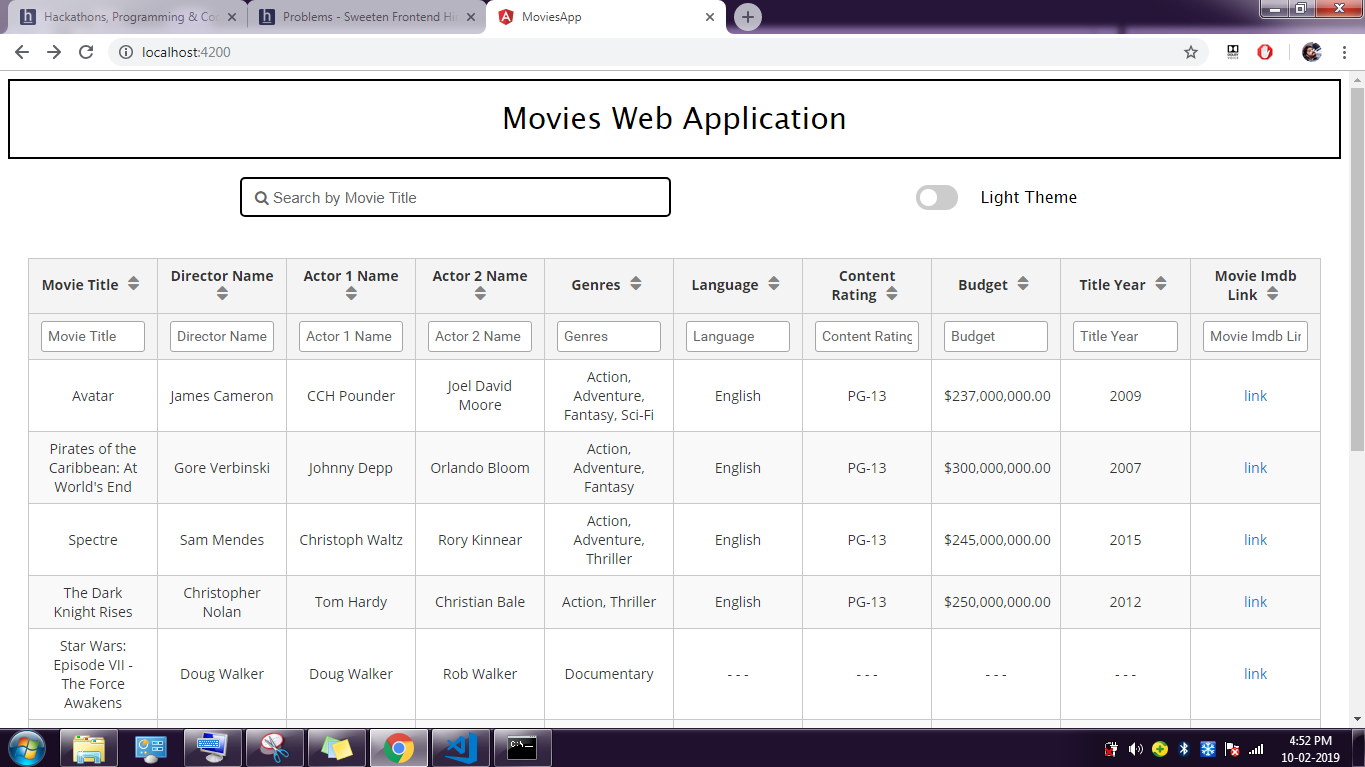 Hackathons, Programming & Co
Problems - Sweeten Frontend Hi
MoviesApp
localhost:4200
Movies Web Application
Search by Movie Title
Light Theme
Movie Title
Director Name
Actor 1 Name
Actor 2 Name
Genres
Language
Content
Rating
Budget
Title Year
Movie Imdb
Link
Movie Title
Director Name
Actor 1 Name
Actor 2 Name
Genres
Language
Content Rating
Budget
Title Year
Movie Imdb Lin
Avatar
James Cameron
CCH Pounder
Joel David
Moore
Action,
Adventure,
Fantasy, Sci-Fi
English
PG-13
$237,000,000.00
2009
link
Pirates of the
Caribbean: At
World's End
Gore Verbinski
Johnny Depp
Orlando Bloom
Action,
Adventure,
Fantasy
English
PG-13
$300,000,000.00
2007
link
Spectre
Sam Mendes
Christoph Waltz
Rory Kinnear
Action,
Adventure,
Thriller
English
PG-13
$245,000,000.00
2015
link
The Dark
Knight Rises
Christopher
Nolan
Tom Hardy
Christian Bale
Action, Thriller
English
PG-13
$250,000,000.00
2012
link
Star Wars:
Episode VII -
The Force
Awakens
Doug Walker
Doug Walker
Rob Walker
Documentary
- - -
- - -
- - -
- - -
link
4:52 PM
10-02-2019